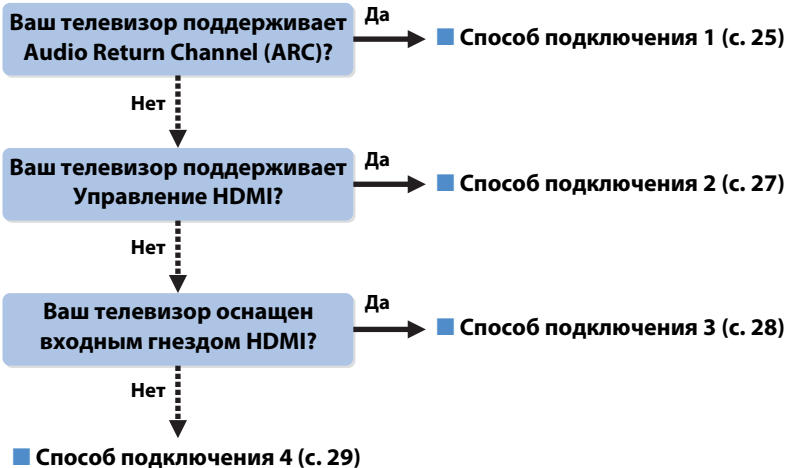 Ваш телевизор поддерживает
Audio Return Channel (ARC)?
Да
■ Способ подключения 1 (с. 25)
Нет
Ваш телевизор поддерживает
Управление HDMI?
Да
■ Способ подключения 2 (с. 27)
Нет
Ваш телевизор оснащен
входным гнездом HDMI?
Да
■ Способ подключения 3 (с. 28)
Нет
■ Способ подключения 4 (с. 29)